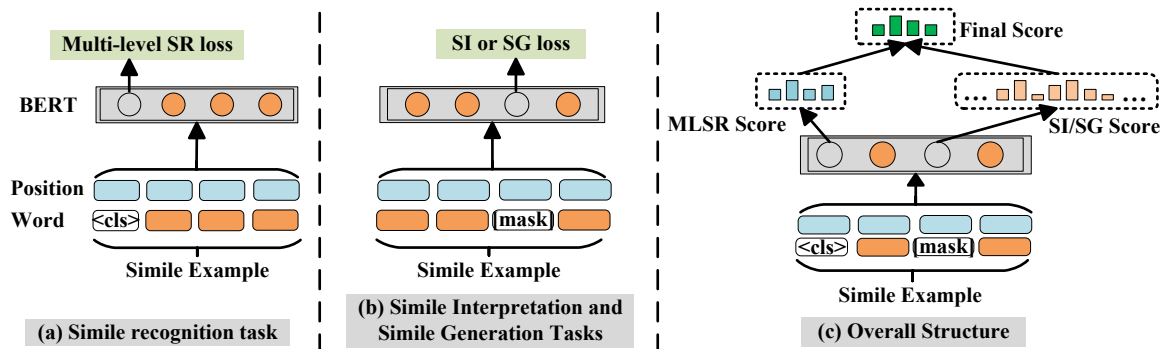 Multi-level SR loss
BERT
Position
Word
<cls>
Simile Example
(a) Simile recognition task
SI or SG loss
[mask]
Simile Example
(b) Simile Interpretation and
Simile Generation Tasks
Final Score
MLSR Score
... ...
SI/SG Score
<cls> [mask]
Simile Example
(c) Overall Structure